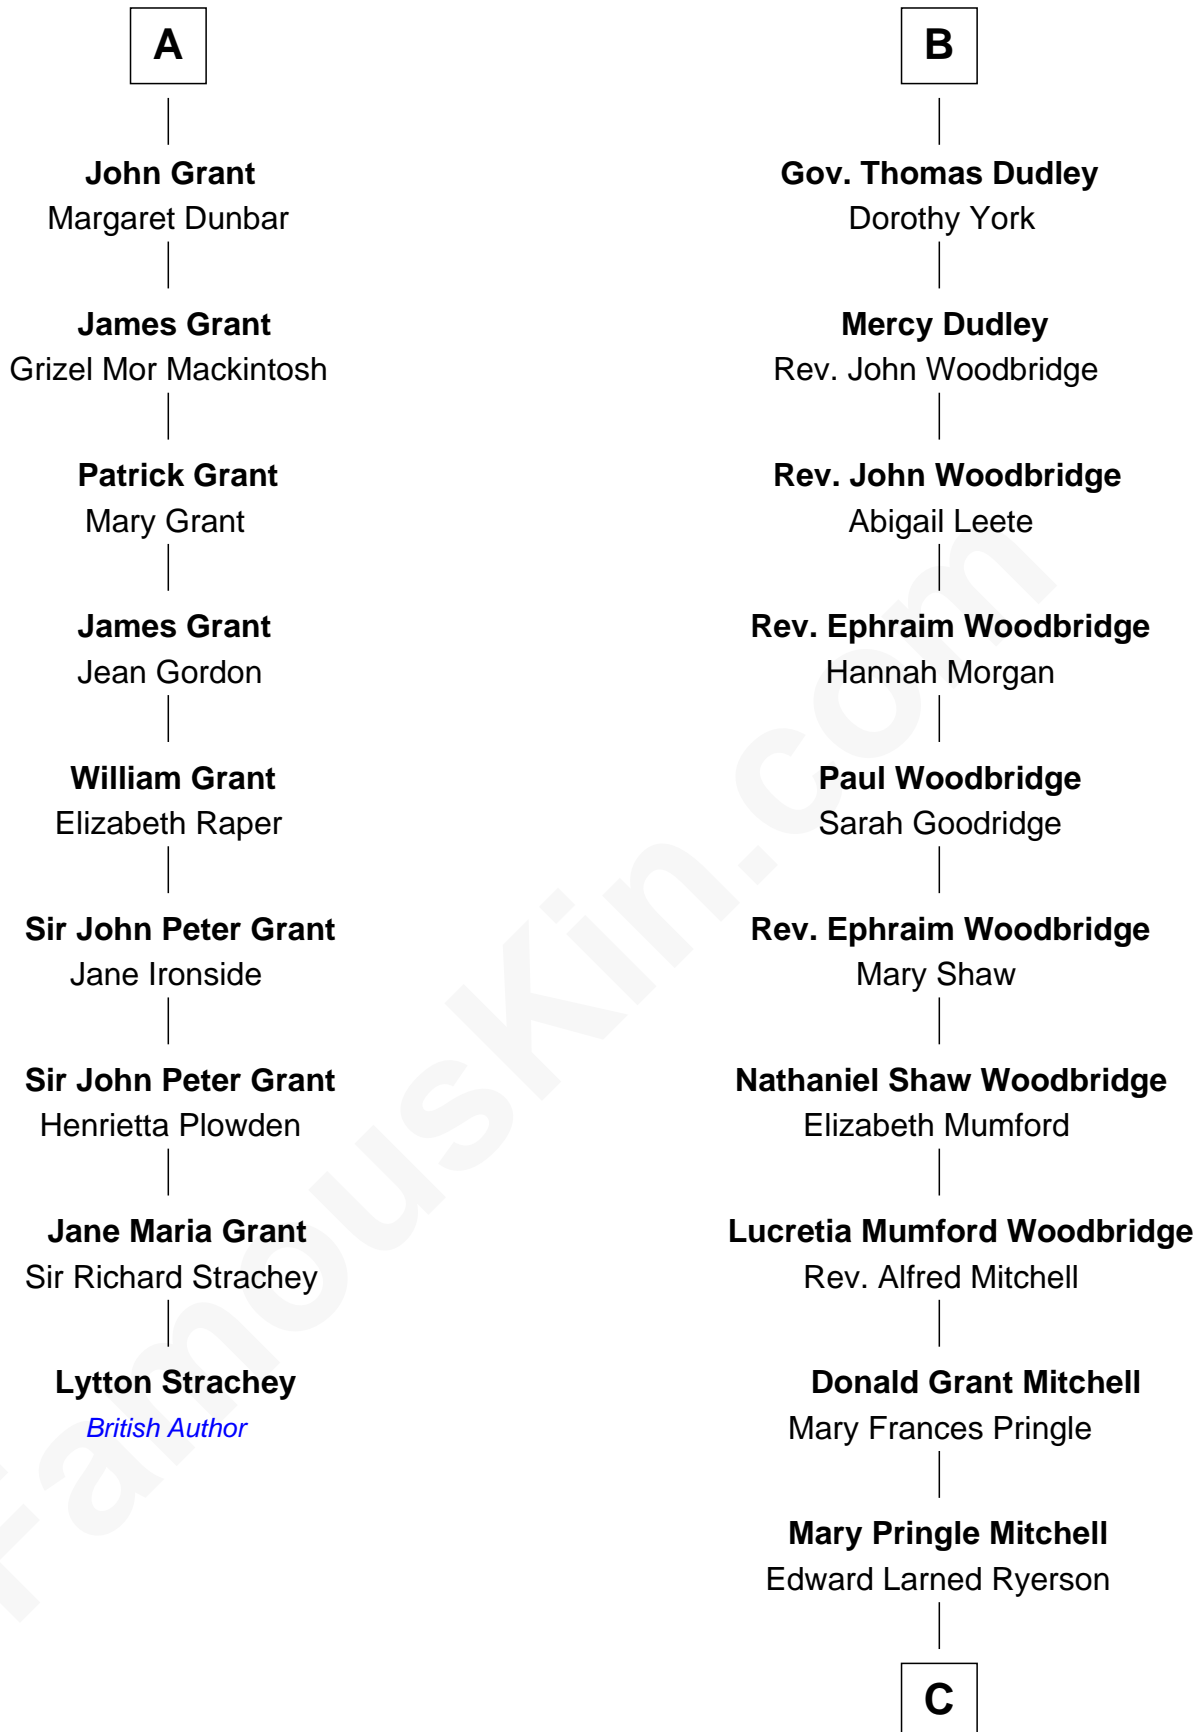 A
John Grant
Margaret Dunbar
James Grant
Grizel Mor Mackintosh
Patrick Grant
Mary Grant
James Grant
Jean Gordon
William Grant
Elizabeth Raper
Sir John Peter Grant
Jane Ironside
Sir John Peter Grant
Henrietta Plowden
Jane Maria Grant
Sir Richard Strachey
Lytton Strachey
British Author
B
Gov. Thomas Dudley
Dorothy York
Mercy Dudley
Rev. John Woodbridge
Rev. John Woodbridge
Abigail Leete
Rev. Ephraim Woodbridge
Hannah Morgan
Paul Woodbridge
Sarah Goodridge
Rev. Ephraim Woodbridge
Mary Shaw
Nathaniel Shaw Woodbridge
Elizabeth Mumford
Lucretia Mumford Woodbridge
Rev. Alfred Mitchell
Donald Grant Mitchell
Mary Frances Pringle
Mary Pringle Mitchell
Edward Larned Ryerson
C
FamousKin.com